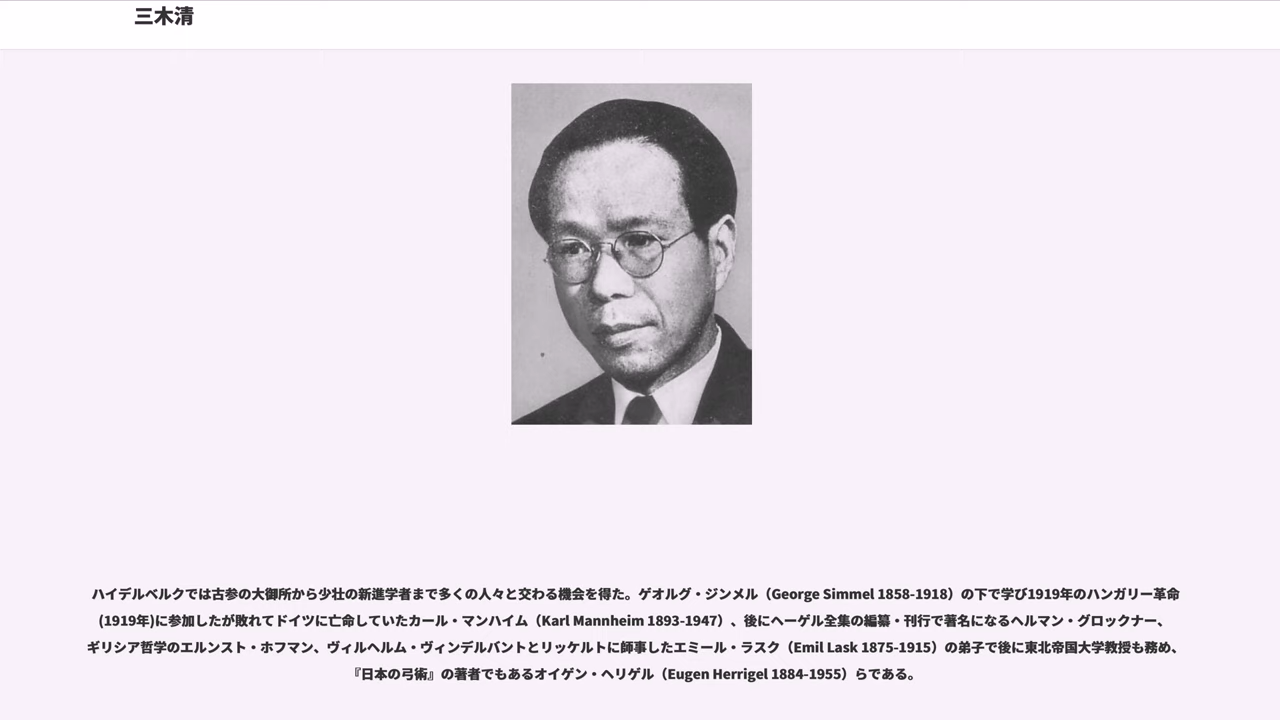 三木清
ハイデルベルクでは古参の大御所から少壮の新進学者まで多くの人々と交わる機会を得た。ゲオルグ・ジンメル（George Simmel 1858-1918）の下で学び1919年のハンガリー革命
(1919年)に参加したが敗れてドイツに亡命していたカール・マンハイム（Karl Mannheim 1893-1947）、後にヘーゲル全集の編纂・刊行で著名になるヘルマン・グロックナー、
ギリシア哲学のエルンスト・ホフマン、ヴィルヘルム・ヴィンデルバントとリッケルトに師事したエミール・ラスク（Emil Lask 1875-1915）の弟子で後に東北帝国大学教授も務め、
『日本の弓術』の著者でもあるオイゲン・ヘリゲル（Eugen Herrigel 1884-1955）らである。